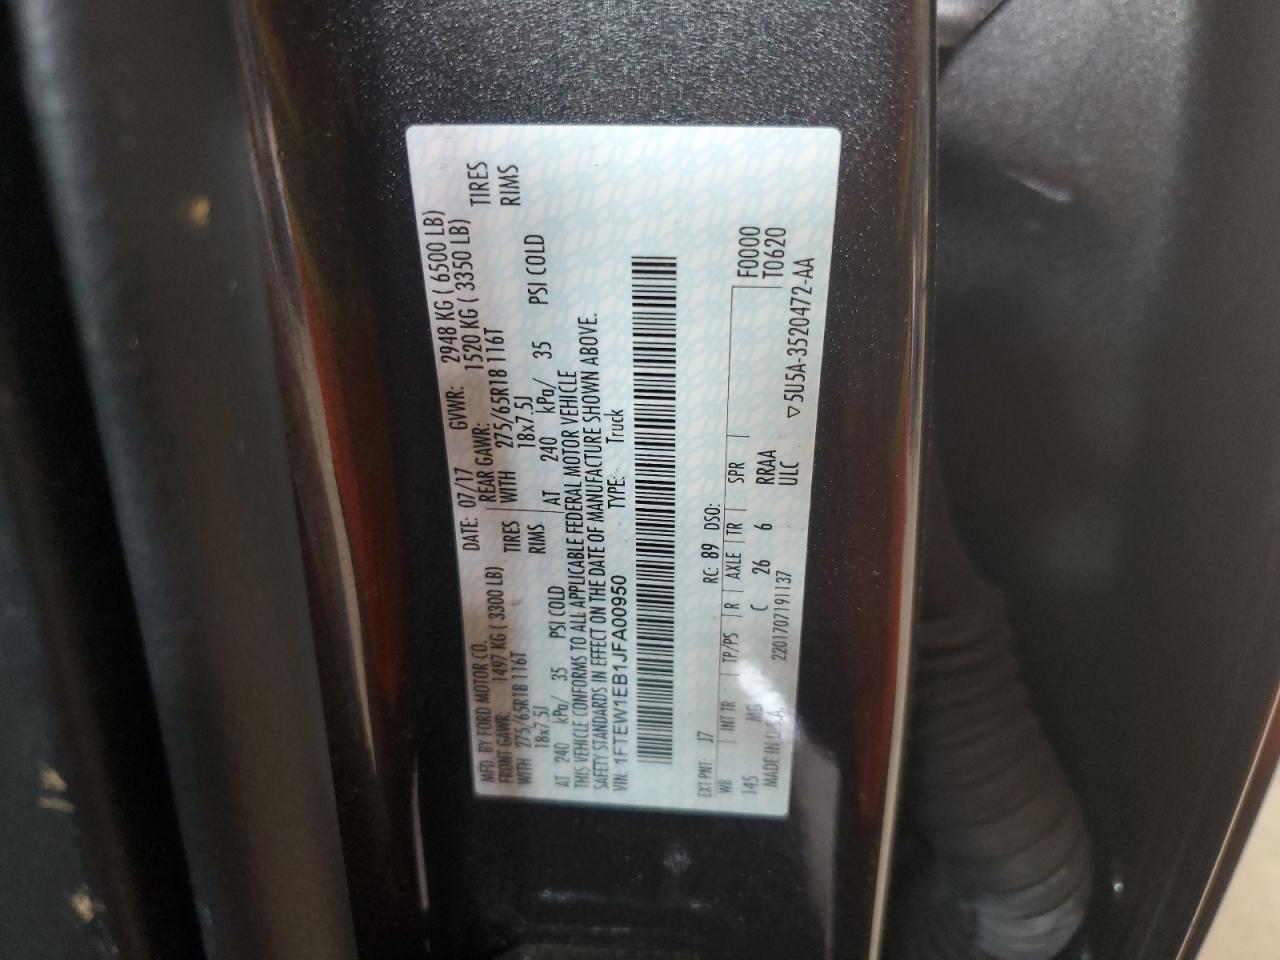 MFD. BY FORD MOTOR CO. DATE: 07/17 GVWR: 2948 KG ( 6500 LB)
FRONT GAWR: 1497 KG ( 3300 LB) REAR GAWR: 1520 KG ( 3350 LB)
WITH 275/65R18 116T TIRES WITH 275/65R18 116T TIRES
18x7.5J RIMS 18x7.5J RIMS
AT 240 kPa/ 35 PSI COLD AT 240 kPa/ 35 PSI COLD
THIS VEHICLE CONFORMS TO ALL APPLICABLE FEDERAL MOTOR VEHICLE
SAFETY STANDARDS IN EFFECT ON THE DATE OF MANUFACTURE SHOWN ABOVE.
VIN: 1FTEW1EB1JFA00950 TYPE: Truck
EXT PNT: J7 RC: 89 DSO: F0000
WB INT TR TP/PS R AXLE TR SPR T0620
145 MG C 26 6 RRAA
MADE IN U.S.A. 2201707191137 ULC ▽5U5A-3520472-AA